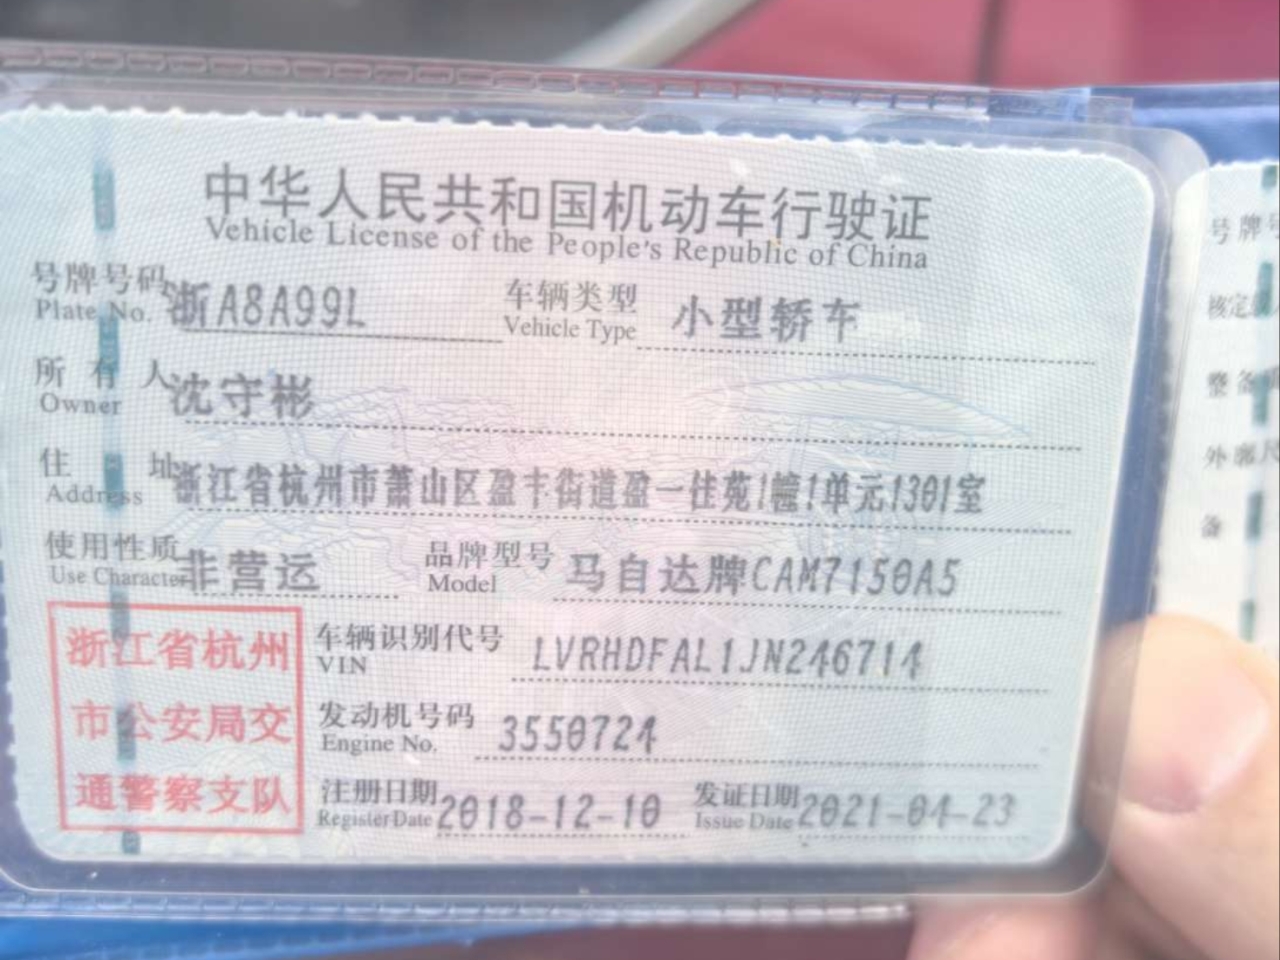 中华人民共和国机动车行驶证
Vehicle License of the People's Republic of China
号牌号码 浙A8A99L 车辆类型 小型轿车
Plate No. Vehicle Type
所有人 沈守彬
Owner
住址 浙江省杭州市萧山区盈丰街道盈一住苑1幢1单元1301室
Address
使用性质 非营运 品牌型号 马自达牌CAM7150A5
Use Character Model
车辆识别代号 LVRHDFAL1JN246714
VIN
发动机号码 3550724
Engine No.
注册日期 2018-12-10 发证日期 2021-04-23
Register Date Issue Date
浙江省杭州
市公安局交
通警察支队
号牌
核定
整备
外廓尺
备